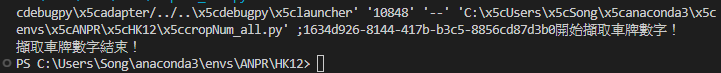 cdebugpy\x5cadapter/../..\x5cdebugpy\x5clauncher' '10848' '--' 'C:\x5cUsers\x5cSong\x5canaconda3\x5c
envs\x5cANPR\x5cHK12\x5ccropNum_all.py' ;1634d926-8144-417b-b3c5-8856cd87d3b0開始擷取車牌數字！
擷取車牌數字結束！
PS C:\Users\Song\anaconda3\envs\ANPR\HK12>